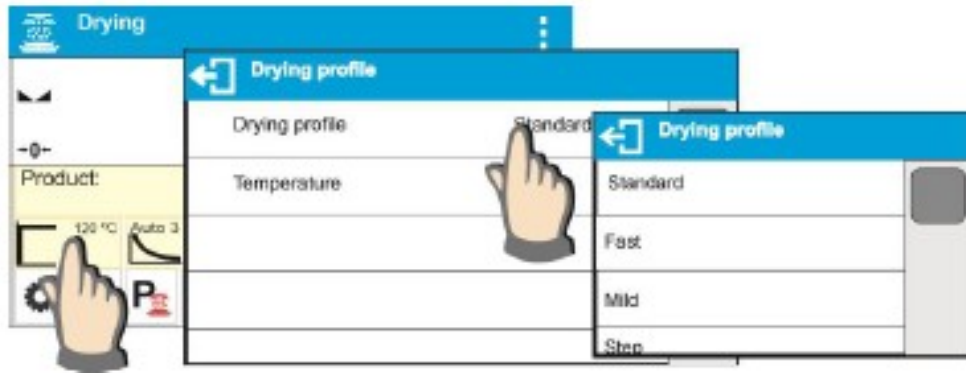 Drying
-0-
Product:
120 °C
Auto 3
P
Drying profile
Drying profile Standard
Temperature
Drying profile
Standard
Fast
Mild
Step